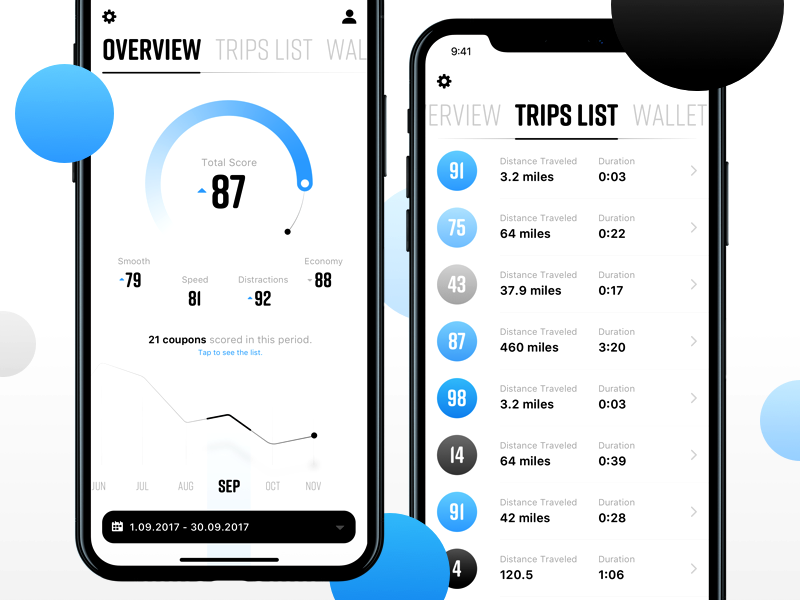 OVERVIEW TRIPS LIST WAL
Total Score
87
Smooth
79
Speed
81
Distractions
92
Economy
88
21 coupons scored in this period.
Tap to see the list.
JUN JUL AUG SEP OCT NOV
1.09.2017 - 30.09.2017
9:41
ERVIEW TRIPS LIST WALLET
91 Distance Traveled Duration
3.2 miles 0:03
75 Distance Traveled Duration
64 miles 0:22
43 Distance Traveled Duration
37.9 miles 0:17
87 Distance Traveled Duration
460 miles 3:20
98 Distance Traveled Duration
3.2 miles 0:03
14 Distance Traveled Duration
64 miles 0:39
91 Distance Traveled Duration
42 miles 0:28
4 Distance Traveled Duration
120.5 1:06